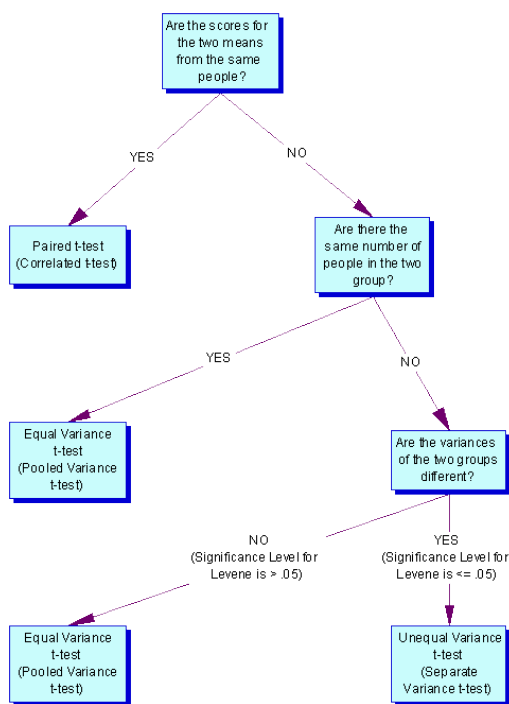 Are the scores for
the two means
from the same
people?
YES
NO
Paired t-test
(Correlated t-test)
Are there the
same number of
people in the two
group?
YES
NO
Equal Variance
t-test
(Pooled Variance
t-test)
Are the variances
of the two groups
different?
NO
(Significance Level for
Levene is > .05)
YES
(Significance Level for
Levene is <= .05)
Equal Variance
t-test
(Pooled Variance
t-test)
Unequal Variance
t-test
(Separate
Variance t-test)